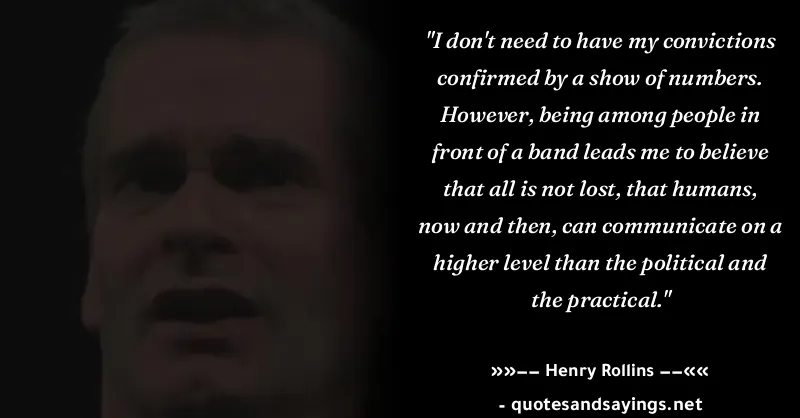 "I don't need to have my convictions
confirmed by a show of numbers.
However, being among people in
front of a band leads me to believe
that all is not lost, that humans,
now and then, can communicate on a
higher level than the political and
the practical."
»»–– Henry Rollins ––««
- quotesandsayings.net